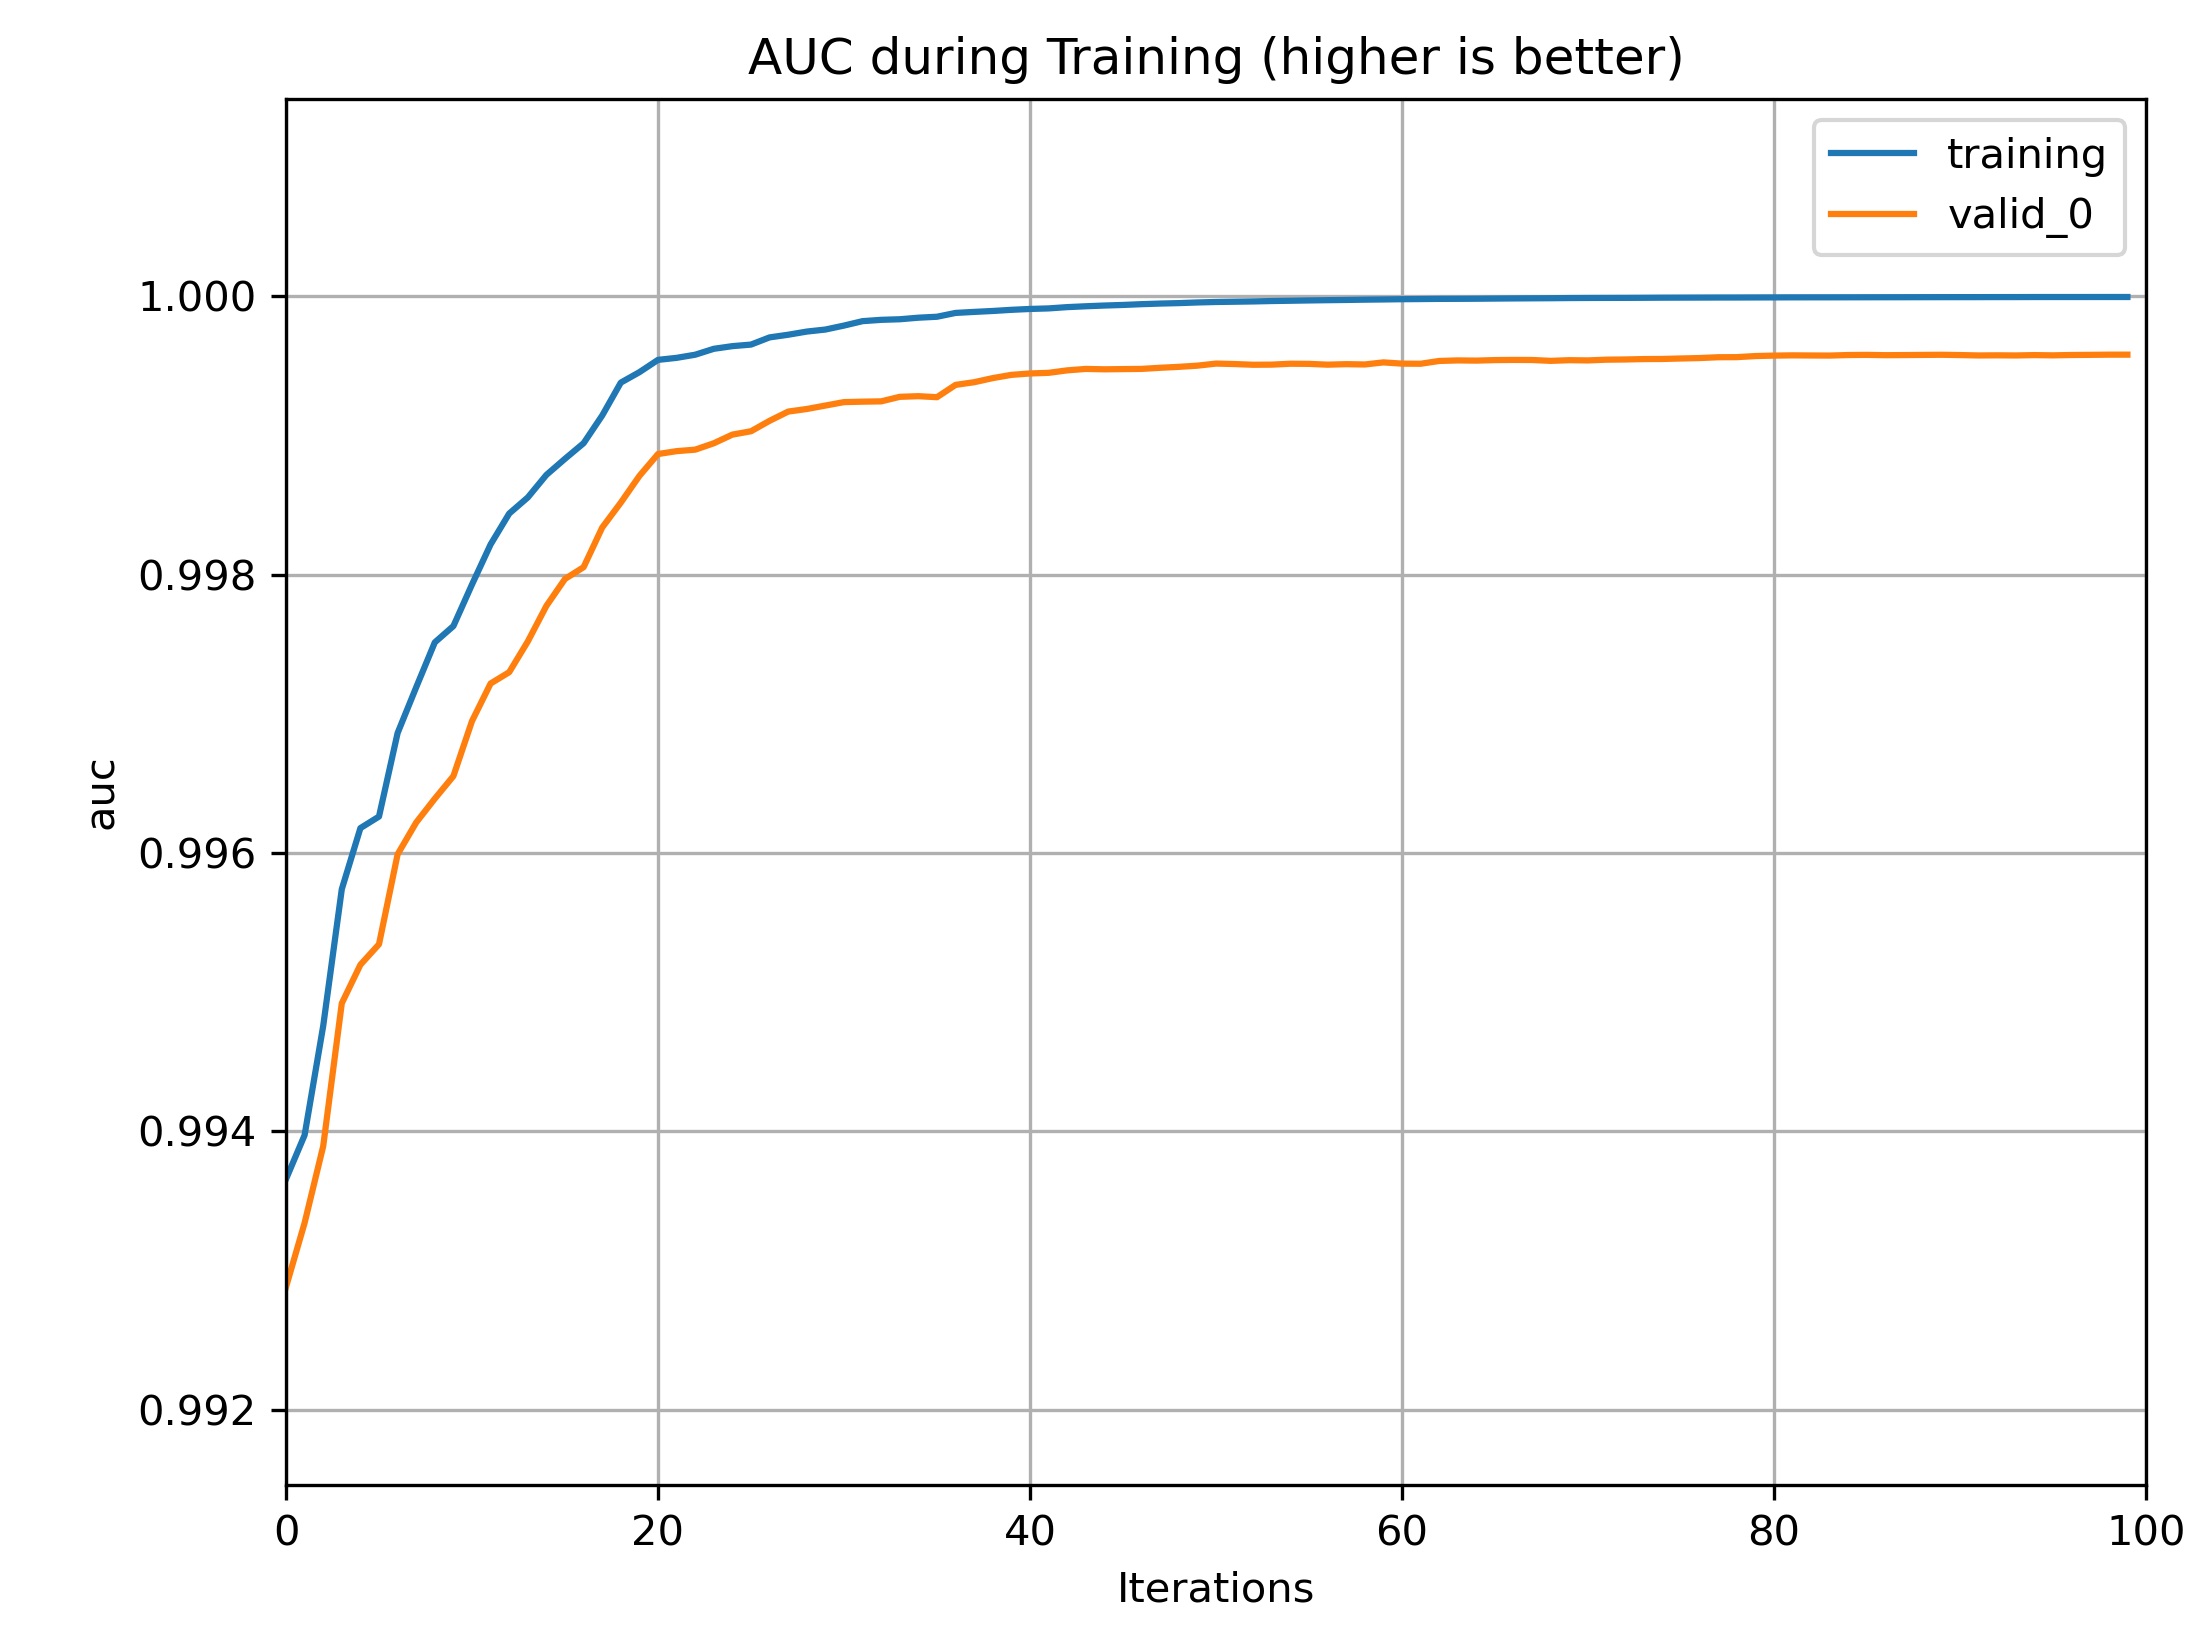 AUC during Training (higher is better)
training
valid_0
1.000
0.998
0.996
0.994
0.992
auc
0 20 40 60 80 100
Iterations